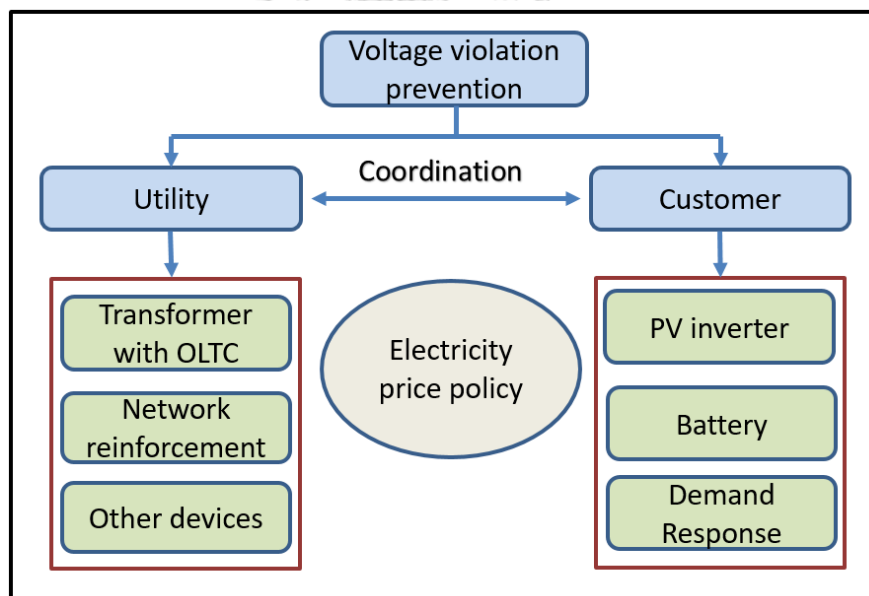 Voltage violation
prevention
Coordination
Utility
Customer
Transformer
with OLTC
Network
reinforcement
Other devices
Electricity
price policy
PV inverter
Battery
Demand
Response